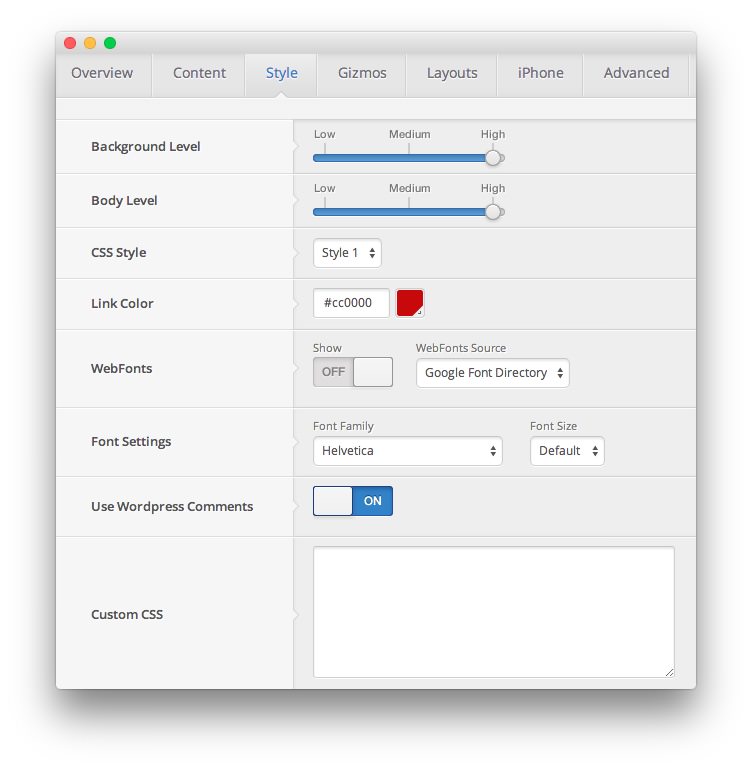 Overview Content Style Gizmos Layouts iPhone Advanced
Low Medium High
Background Level
Low Medium High
Body Level
CSS Style Style 1
Link Color #cc0000
Show WebFonts Source
WebFonts OFF Google Font Directory
Font Family Font Size
Font Settings Helvetica Default
Use Wordpress Comments ON
Custom CSS